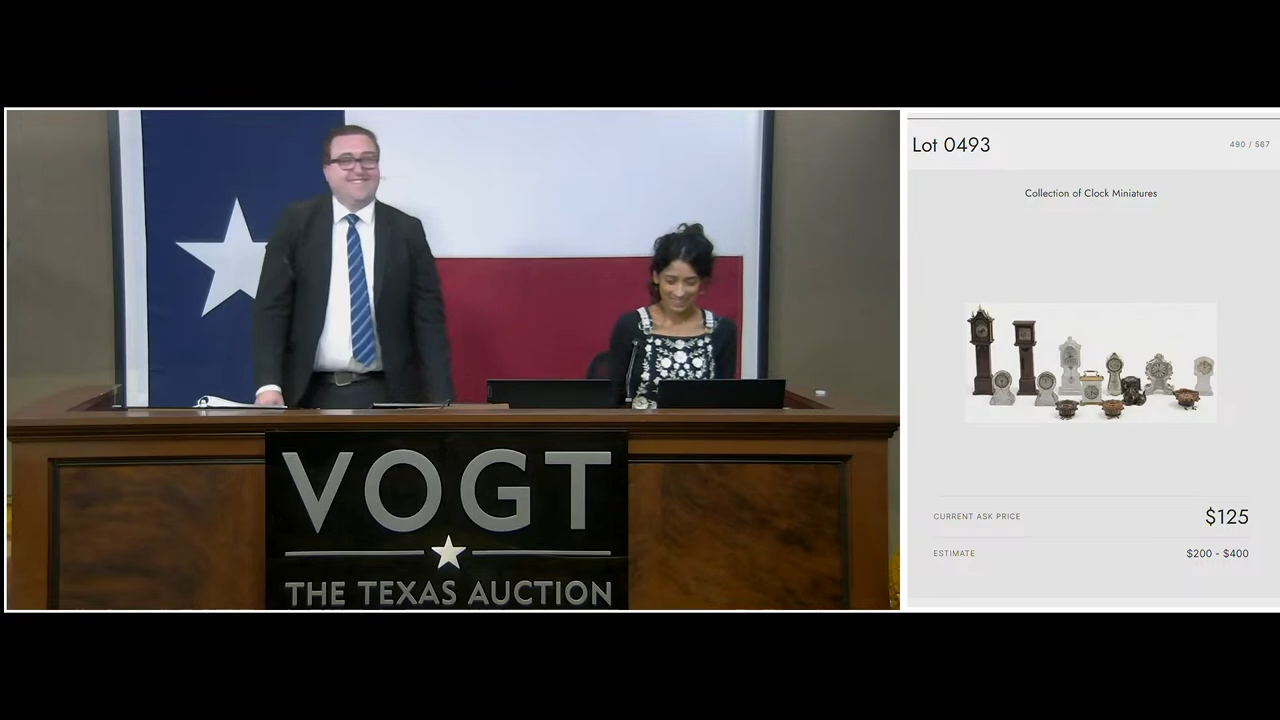 Lot 0493
490 / 567
Collection of Clock Miniatures
CURRENT ASK PRICE
$125
ESTIMATE
$200 - $400
VOGT
THE TEXAS AUCTION